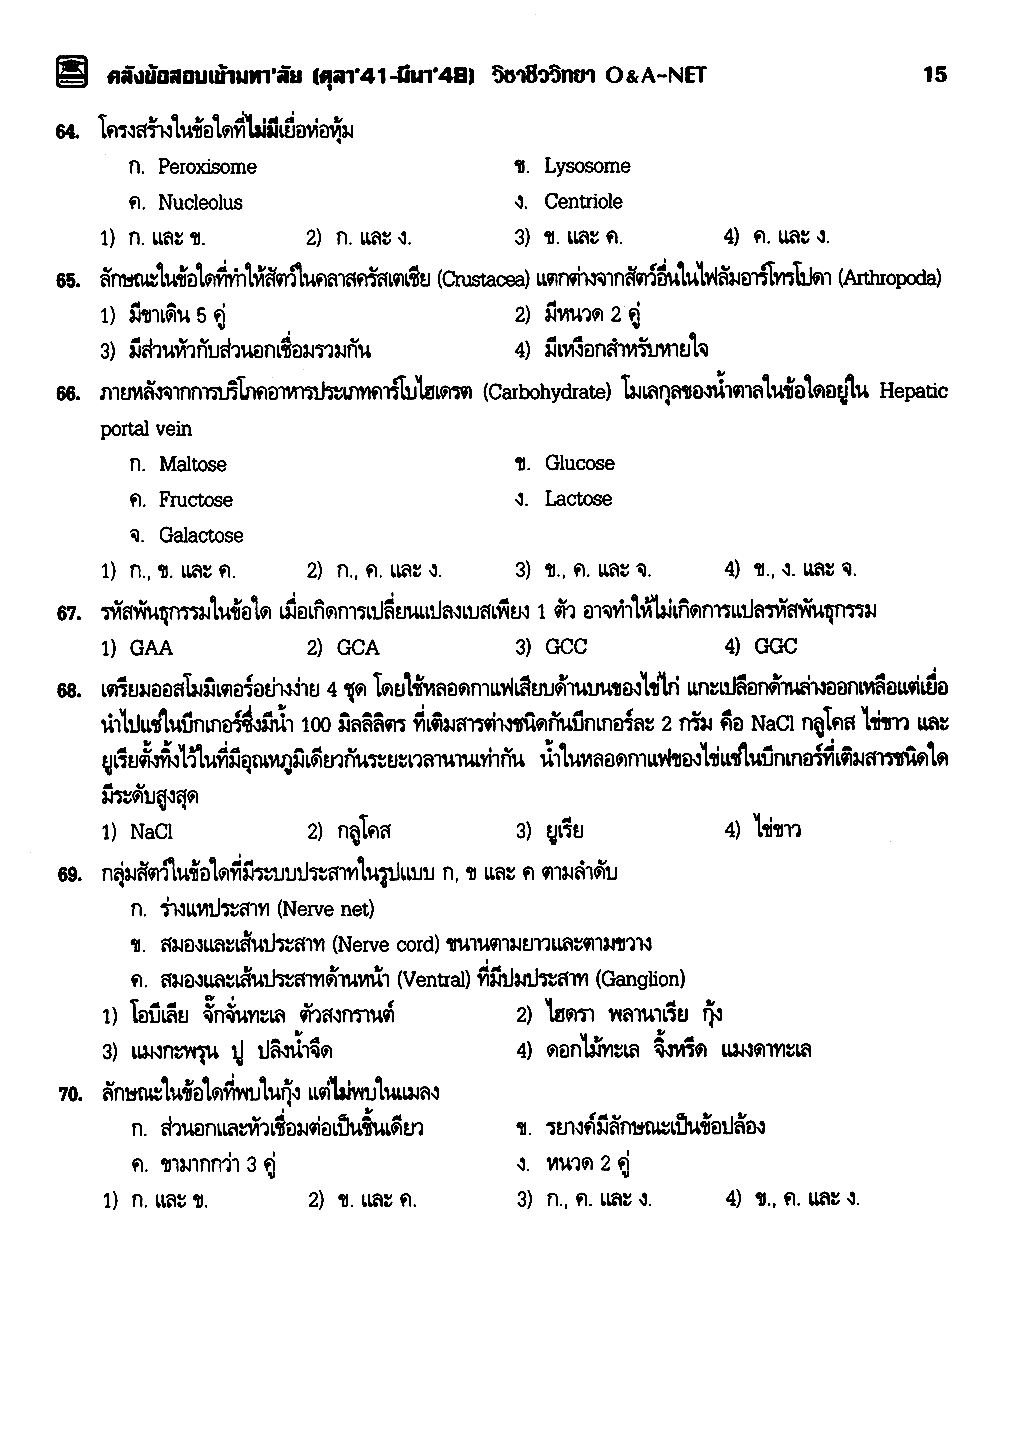 คลังข้อสอบเข้ามหา'ลัย (ตุลา'41-มีนา'48) วิชาชีววิทยา O&A-NET 15
64. โครงสร้างในข้อใดที่ไม่มีเยื่อห่อหุ้ม
ก. Peroxisome ข. Lysosome
ค. Nucleolus ง. Centriole
1) ก. และ ข. 2) ก. และ ง. 3) ข. และ ค. 4) ค. และ ง.
65. ลักษณะในข้อใดที่ทำให้สัตว์ในคลาสครัสเตเชีย (Crustacea) แตกต่างจากสัตว์อื่นในไฟลัมอาร์โทรโปดา (Arthropoda)
1) มีขาเดิน 5 คู่ 2) มีหนวด 2 คู่
3) มีส่วนหัวกับส่วนอกเชื่อมรวมกัน 4) มีเหงือกสำหรับหายใจ
66. ภายหลังจากการบริโภคอาหารประเภทคาร์โบไฮเดรต (Carbohydrate) โมเลกุลของน้ำตาลในข้อใดอยู่ใน Hepatic
portal vein
ก. Maltose ข. Glucose
ค. Fructose ง. Lactose
จ. Galactose
1) ก., ข. และ ค. 2) ก., ค. และ ง. 3) ข., ค. และ จ. 4) ข., ง. และ จ.
67. รหัสพันธุกรรมในข้อใด เมื่อเกิดการเปลี่ยนแปลงเบสเพียง 1 ตัว อาจทำให้ไม่เกิดการแปลรหัสพันธุกรรม
1) GAA 2) GCA 3) GCC 4) GGC
68. เตรียมออสโมมิเตอร์อย่างง่าย 4 ชุด โดยใช้หลอดกาแฟเสียบด้านบนของไข่ไก่ แกะเปลือกด้านล่างออกเหลือแต่เยื่อ
นำไปแช่ในบีกเกอร์ซึ่งมีน้ำ 100 มิลลิลิตร ที่เติมสารต่างชนิดกันบีกเกอร์ละ 2 กรัม คือ NaCl กลูโคส ไข่ขาว และ
ยูเรียตั้งทิ้งไว้ในที่มีอุณหภูมิเดียวกันระยะเวลานานเท่ากัน น้ำในหลอดกาแฟของไข่แช่ในบีกเกอร์ที่เติมสารชนิดใด
มีระดับสูงสุด
1) NaCl 2) กลูโคส 3) ยูเรีย 4) ไข่ขาว
69. กลุ่มสัตว์ในข้อใดที่มีระบบประสาทในรูปแบบ ก, ข และ ค ตามลำดับ
ก. ร่างแหประสาท (Nerve net)
ข. สมองและเส้นประสาท (Nerve cord) ขนานตามยาวและตามขวาง
ค. สมองและเส้นประสาทด้านหน้า (Ventral) ที่มีปมประสาท (Ganglion)
1) โอบีเลีย จั๊กจั่นทะเล ตัวสงกรานต์ 2) ไฮดรา พลานาเรีย กุ้ง
3) แมงกะพรุน ปู ปลิงน้ำจืด 4) ดอกไม้ทะเล จิ้งหรีด แมงดาทะเล
70. ลักษณะในข้อใดที่พบในกุ้ง แต่ไม่พบในแมลง
ก. ส่วนอกและหัวเชื่อมต่อเป็นชิ้นเดียว ข. รยางค์มีลักษณะเป็นข้อปล้อง
ค. ขามากกว่า 3 คู่ ง. หนวด 2 คู่
1) ก. และ ข. 2) ข. และ ค. 3) ก., ค. และ ง. 4) ข., ค. และ ง.